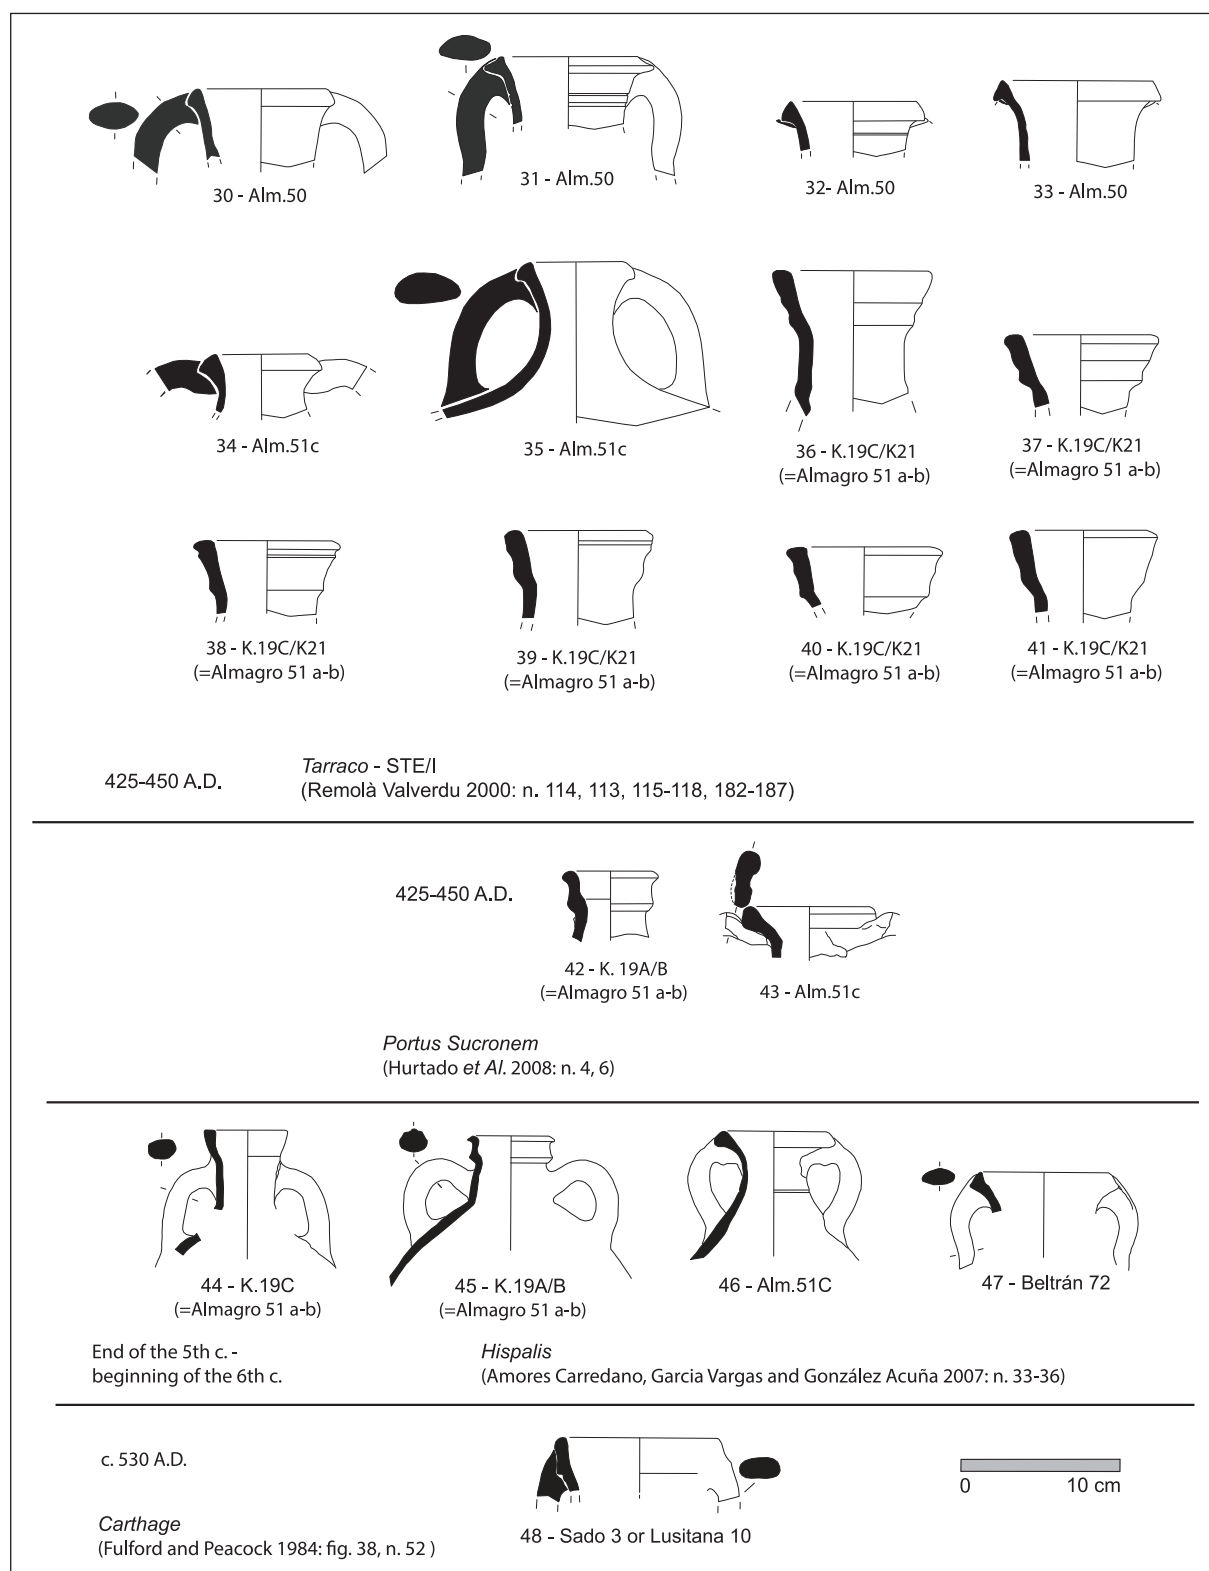 30 - Alm.50
31 - Alm.50
32- Alm.50
33 - Alm.50
34 - Alm.51c
35 - Alm.51c
36 - K.19C/K21
(=Almagro 51 a-b)
37 - K.19C/K21
(=Almagro 51 a-b)
38 - K.19C/K21
(=Almagro 51 a-b)
39 - K.19C/K21
(=Almagro 51 a-b)
40 - K.19C/K21
(=Almagro 51 a-b)
41 - K.19C/K21
(=Almagro 51 a-b)
425-450 A.D.
Tarraco - STE/I
(Remolà Valverdu 2000: n. 114, 113, 115-118, 182-187)
425-450 A.D.
42 - K. 19A/B
(=Almagro 51 a-b)
43 - Alm.51c
Portus Sucronem
(Hurtado et Al. 2008: n. 4, 6)
44 - K.19C
(=Almagro 51 a-b)
45 - K.19A/B
(=Almagro 51 a-b)
46 - Alm.51C
47 - Beltrán 72
End of the 5th c. -
beginning of the 6th c.
Hispalis
(Amores Carredano, Garcia Vargas and González Acuña 2007: n. 33-36)
c. 530 A.D.
Carthage
(Fulford and Peacock 1984: fig. 38, n. 52 )
48 - Sado 3 or Lusitana 10
0 10 cm